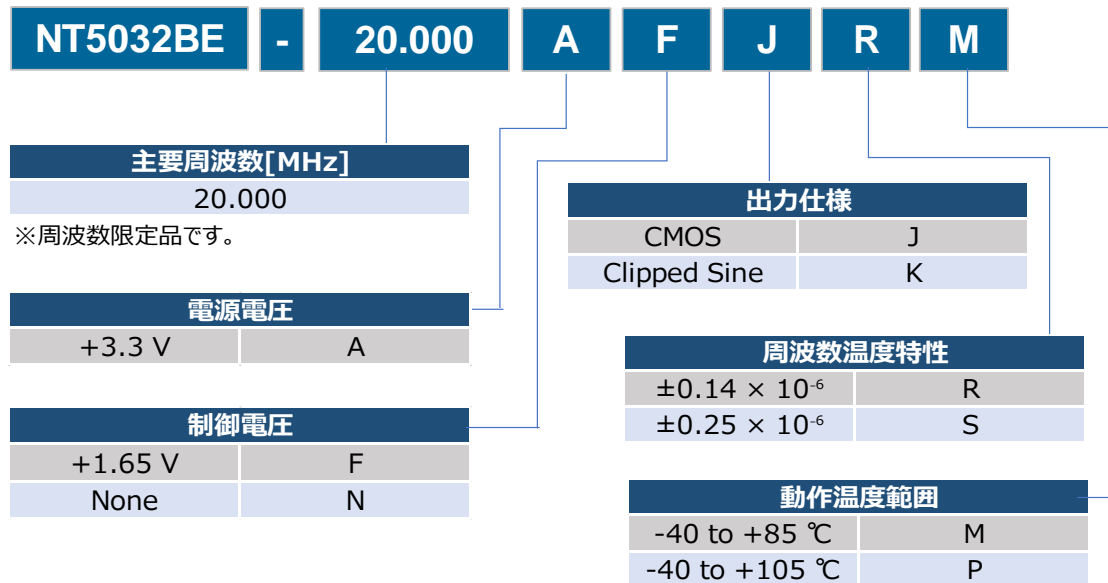 NT5032BE - 20.000 A F J R M
主要周波数[MHz]
20.000
※周波数限定品です。
電源電圧
+3.3 V A
制御電圧
+1.65 V F
None N
出力仕様
CMOS J
Clipped Sine K
周波数温度特性
±0.14 × 10⁻⁶ R
±0.25 × 10⁻⁶ S
動作温度範囲
-40 to +85 ℃ M
-40 to +105 ℃ P